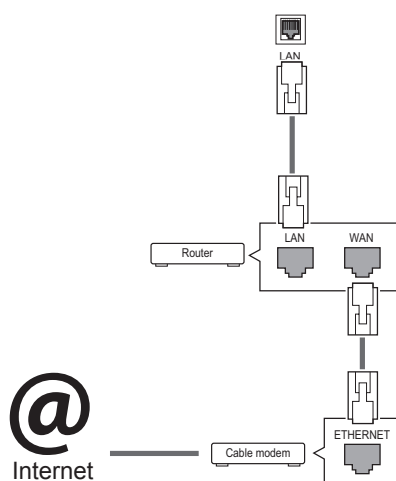 LAN
LAN WAN
Router
ETHERNET
@
Cable modem
Internet